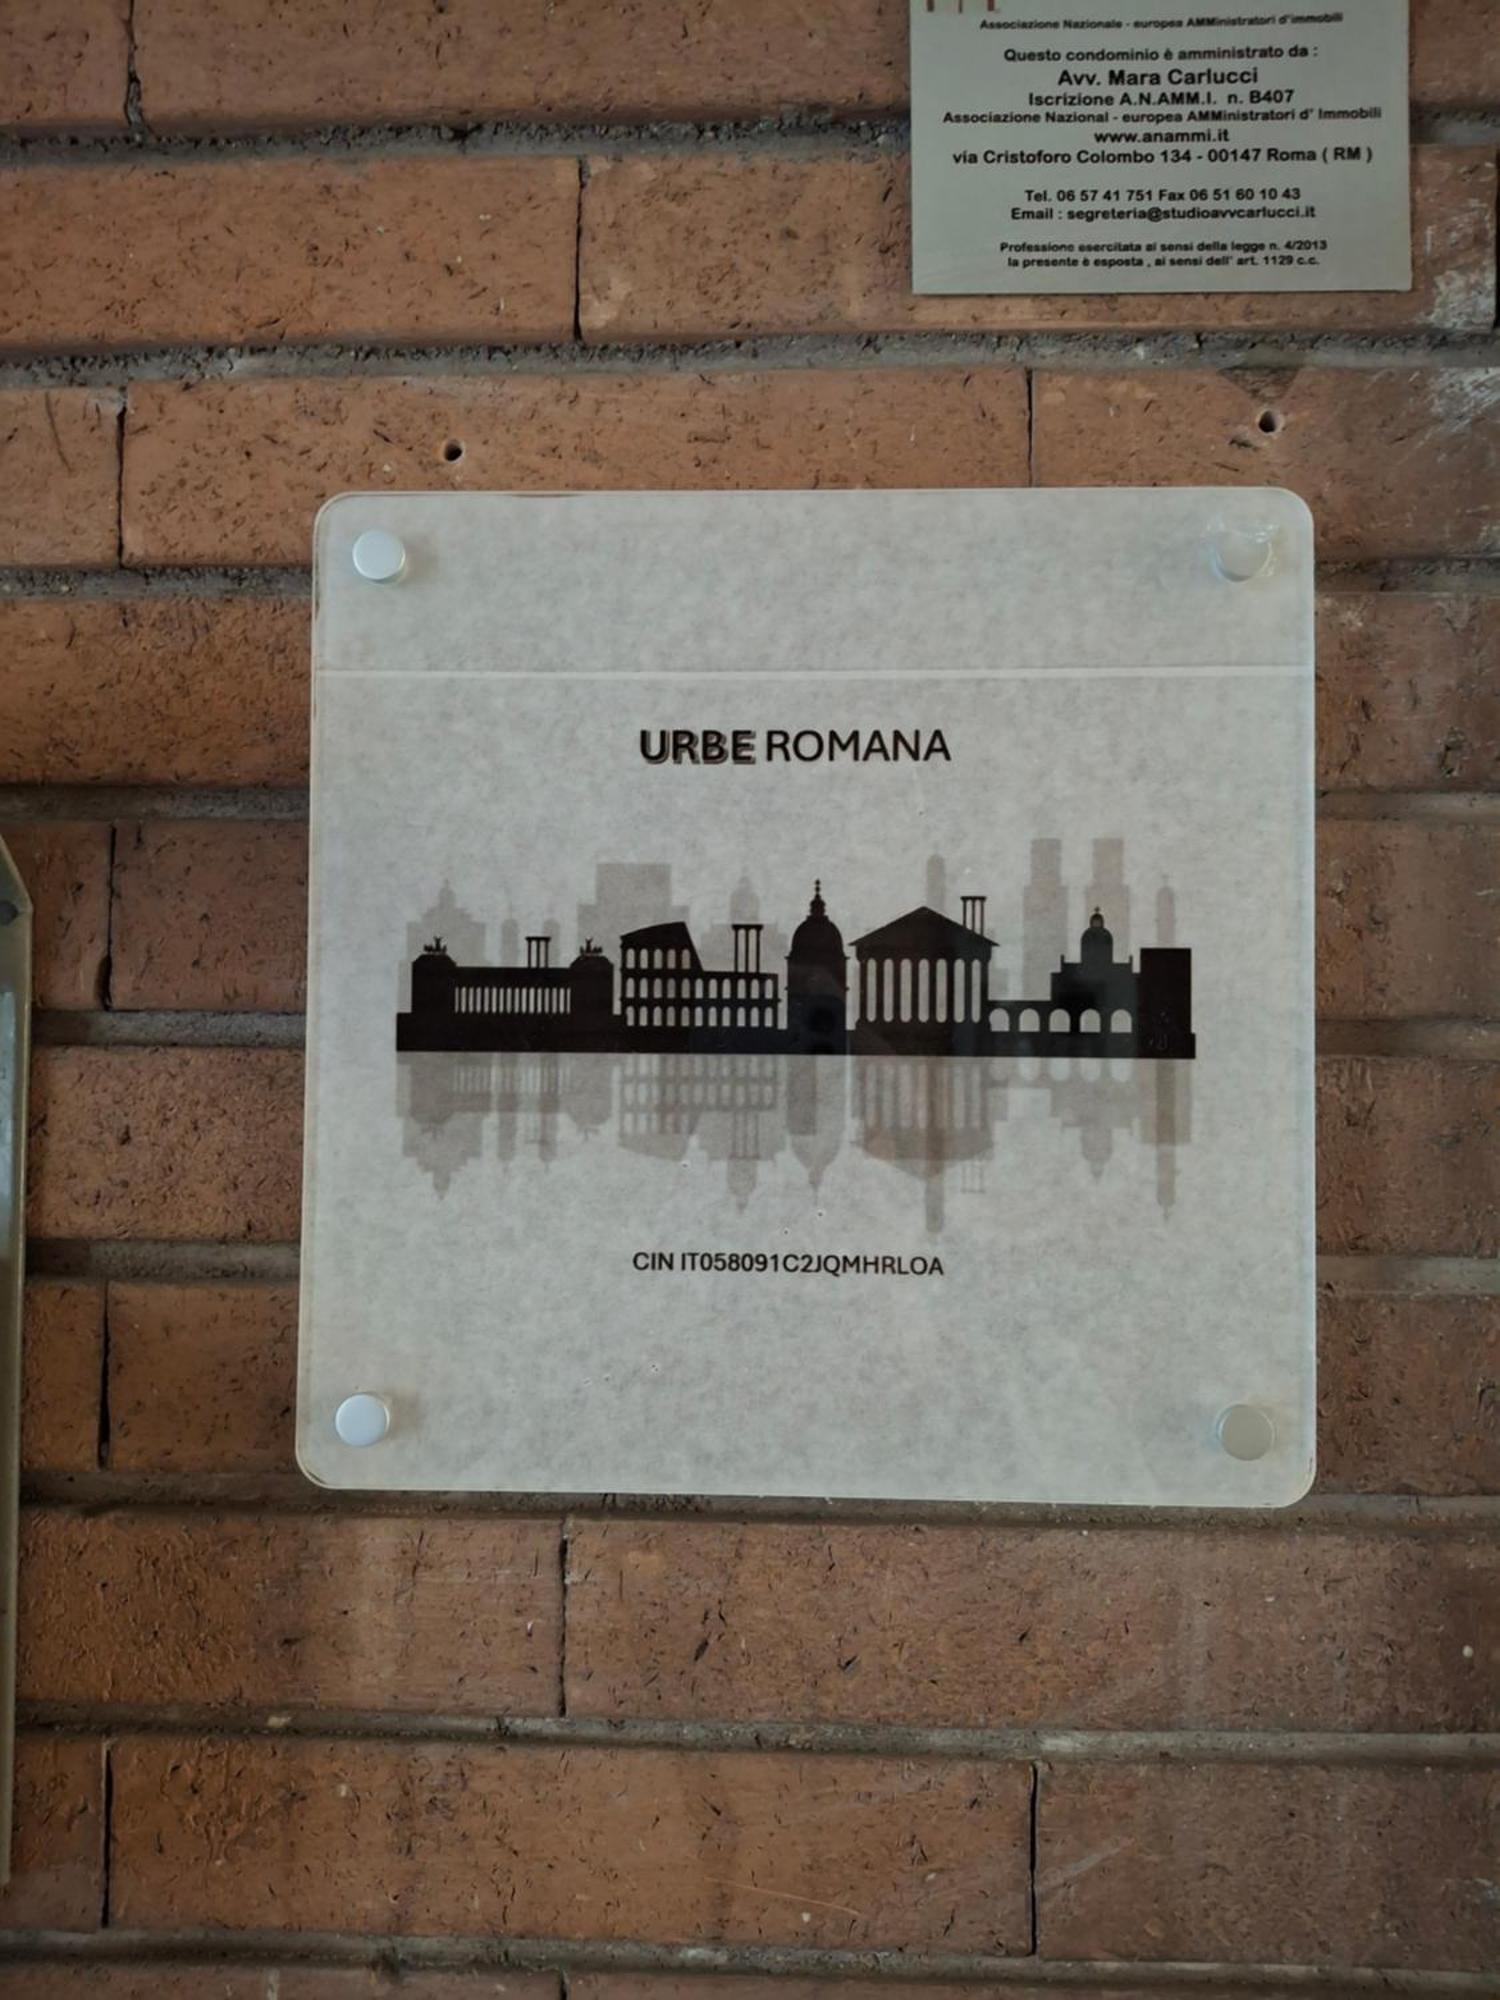 Associazione Nazionale - europea AMMinistratori d'immobili
Questo condominio è amministrato da :
Avv. Mara Carlucci
Iscrizione A.N.AMM.I. n. B407
Associazione Nazional - europea AMMinistratori d' Immobili
www.anammi.it
via Cristoforo Colombo 134 - 00147 Roma ( RM )
Tel. 06 57 41 751 Fax 06 51 60 10 43
Email : segreteria@studioavvcarlucci.it
Professione esercitata ai sensi della legge n. 4/2013
la presente è esposta , ai sensi dell' art. 1129 c.c.
URBE ROMANA
CIN IT058091C2JQMHRLOA